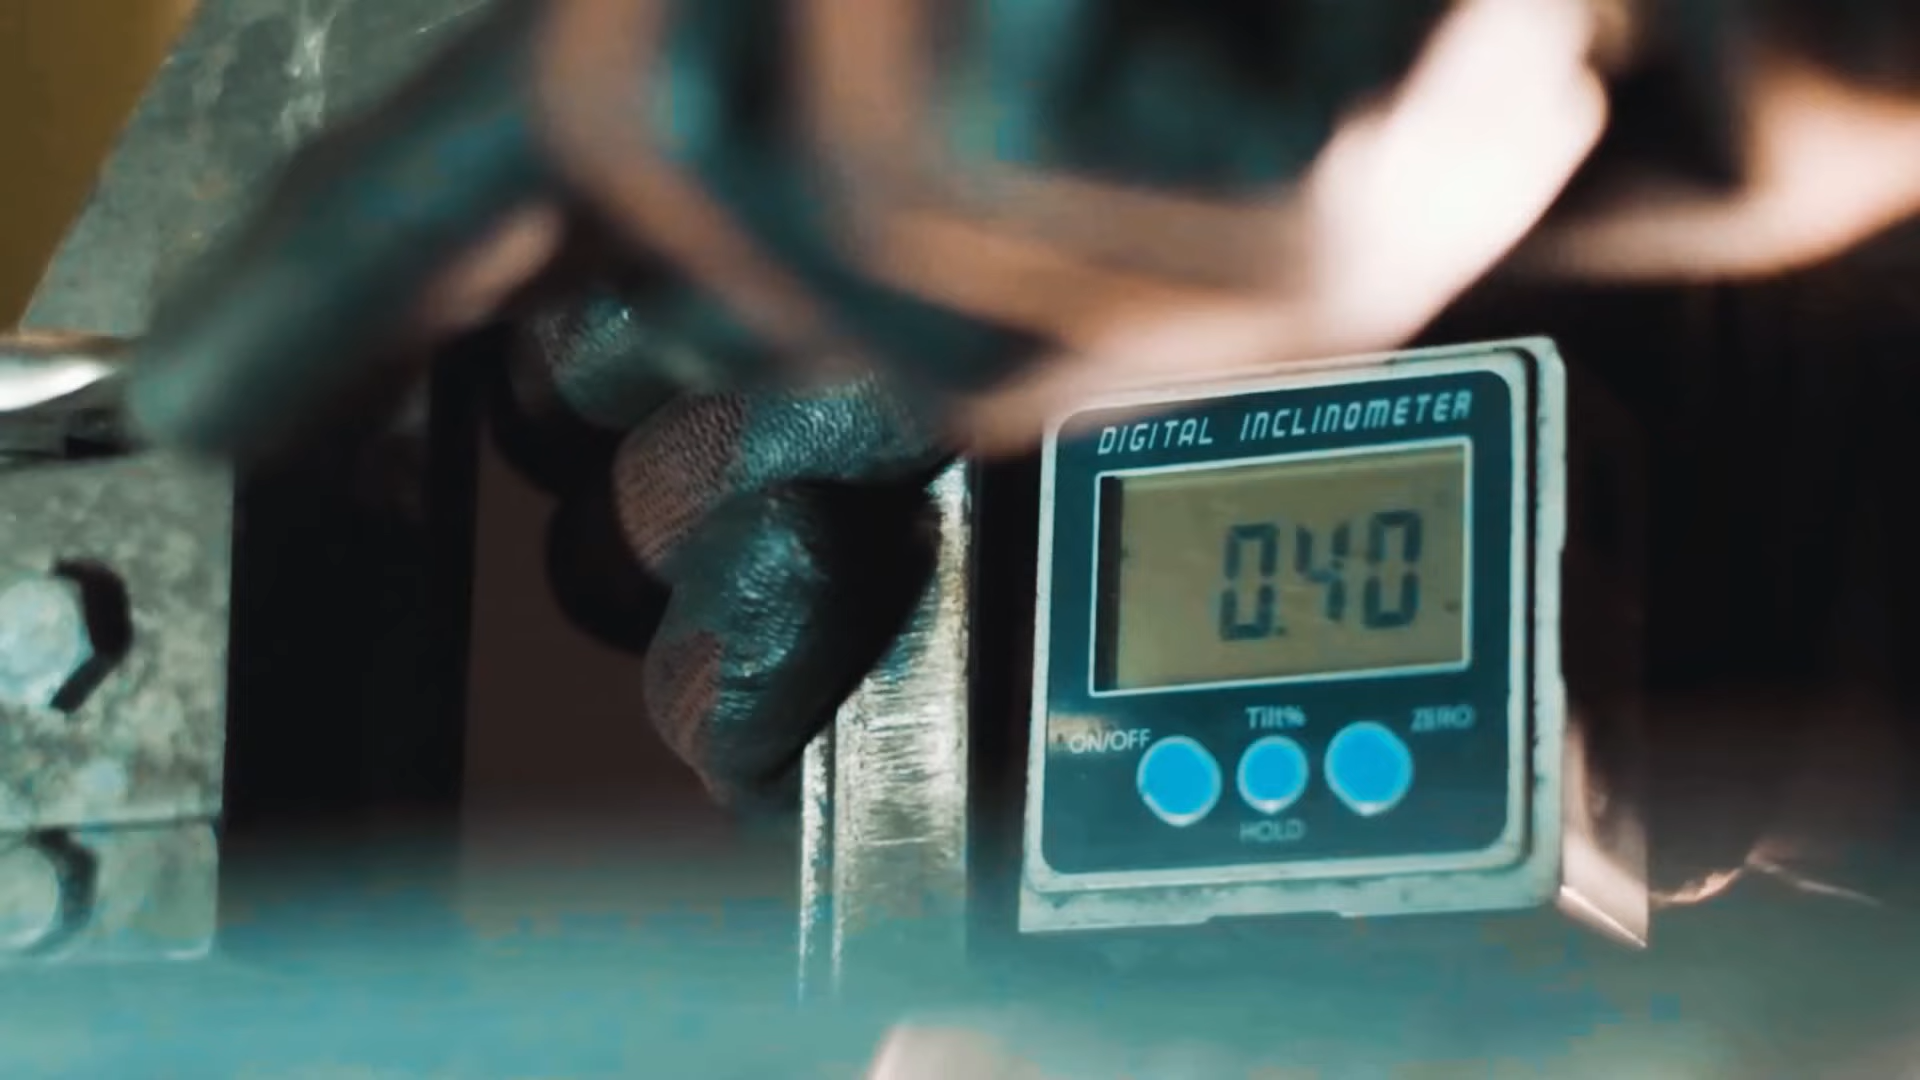 DIGITAL INCLINOMETER
0.40
Tilt%
ZERO
ON/OFF
HOLD